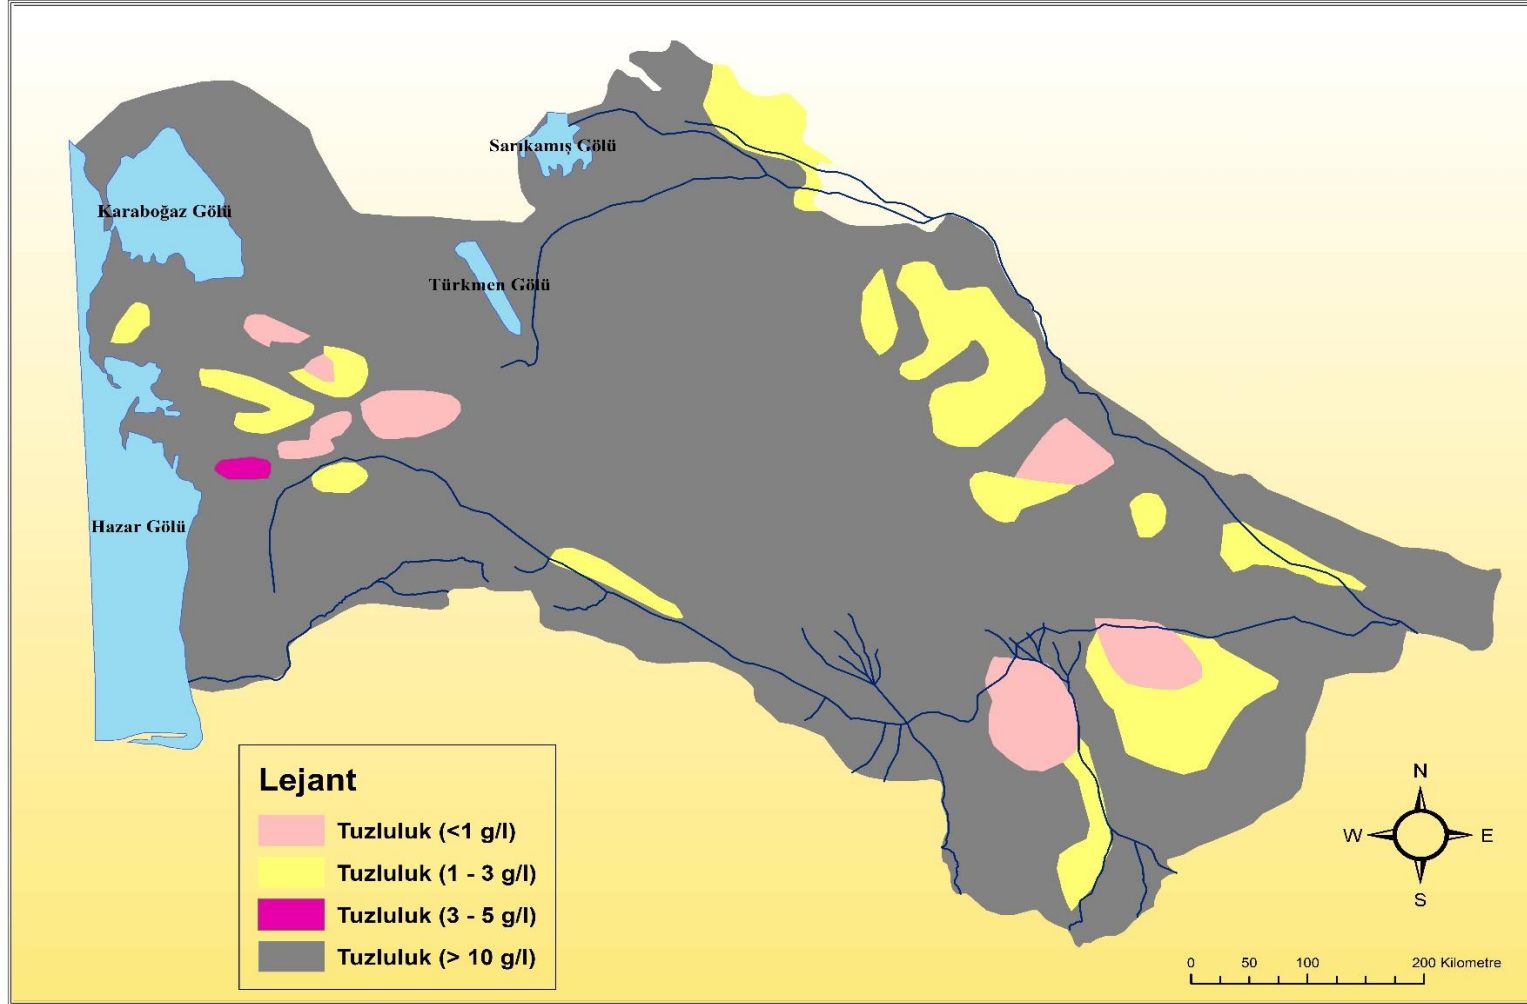 Sarıkamış Gölü
Karaboğaz Gölü
Türkmen Gölü
Hazar Gölü
Lejant
Tuzluluk (<1 g/l)
Tuzluluk (1 - 3 g/l)
Tuzluluk (3 - 5 g/l)
Tuzluluk (> 10 g/l)
N
W E
S
0 50 100 200 Kilometre